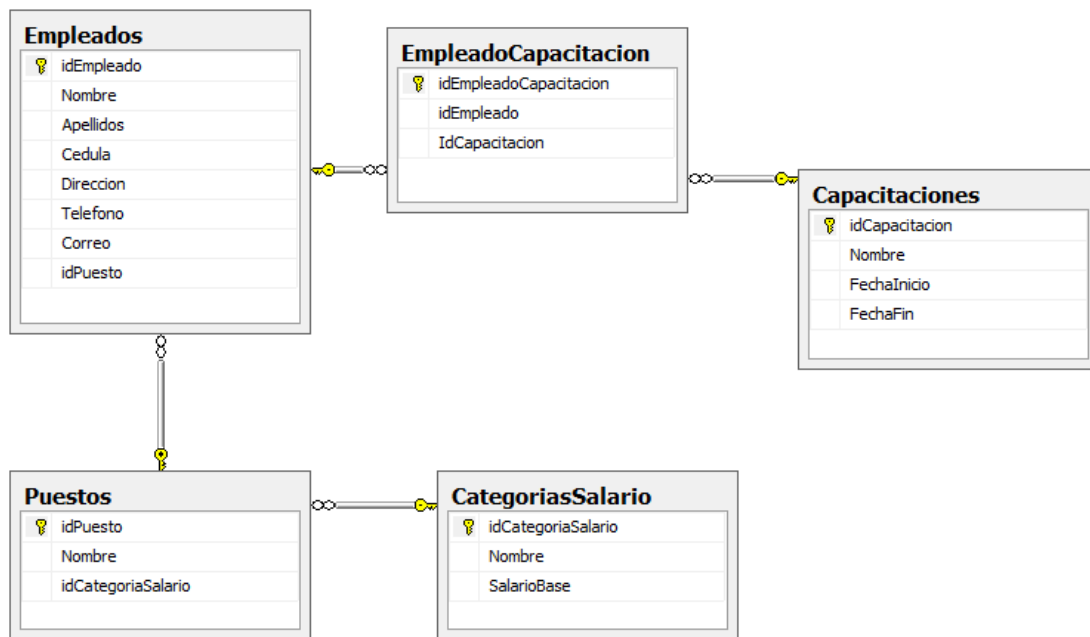 Empleados
idEmpleado
Nombre
Apellidos
Cedula
Direccion
Telefono
Correo
idPuesto
EmpleadoCapacitacion
idEmpleadoCapacitacion
idEmpleado
IdCapacitacion
Capacitaciones
idCapacitacion
Nombre
FechaInicio
FechaFin
Puestos
idPuesto
Nombre
idCategoriaSalario
CategoriasSalario
idCategoriaSalario
Nombre
SalarioBase